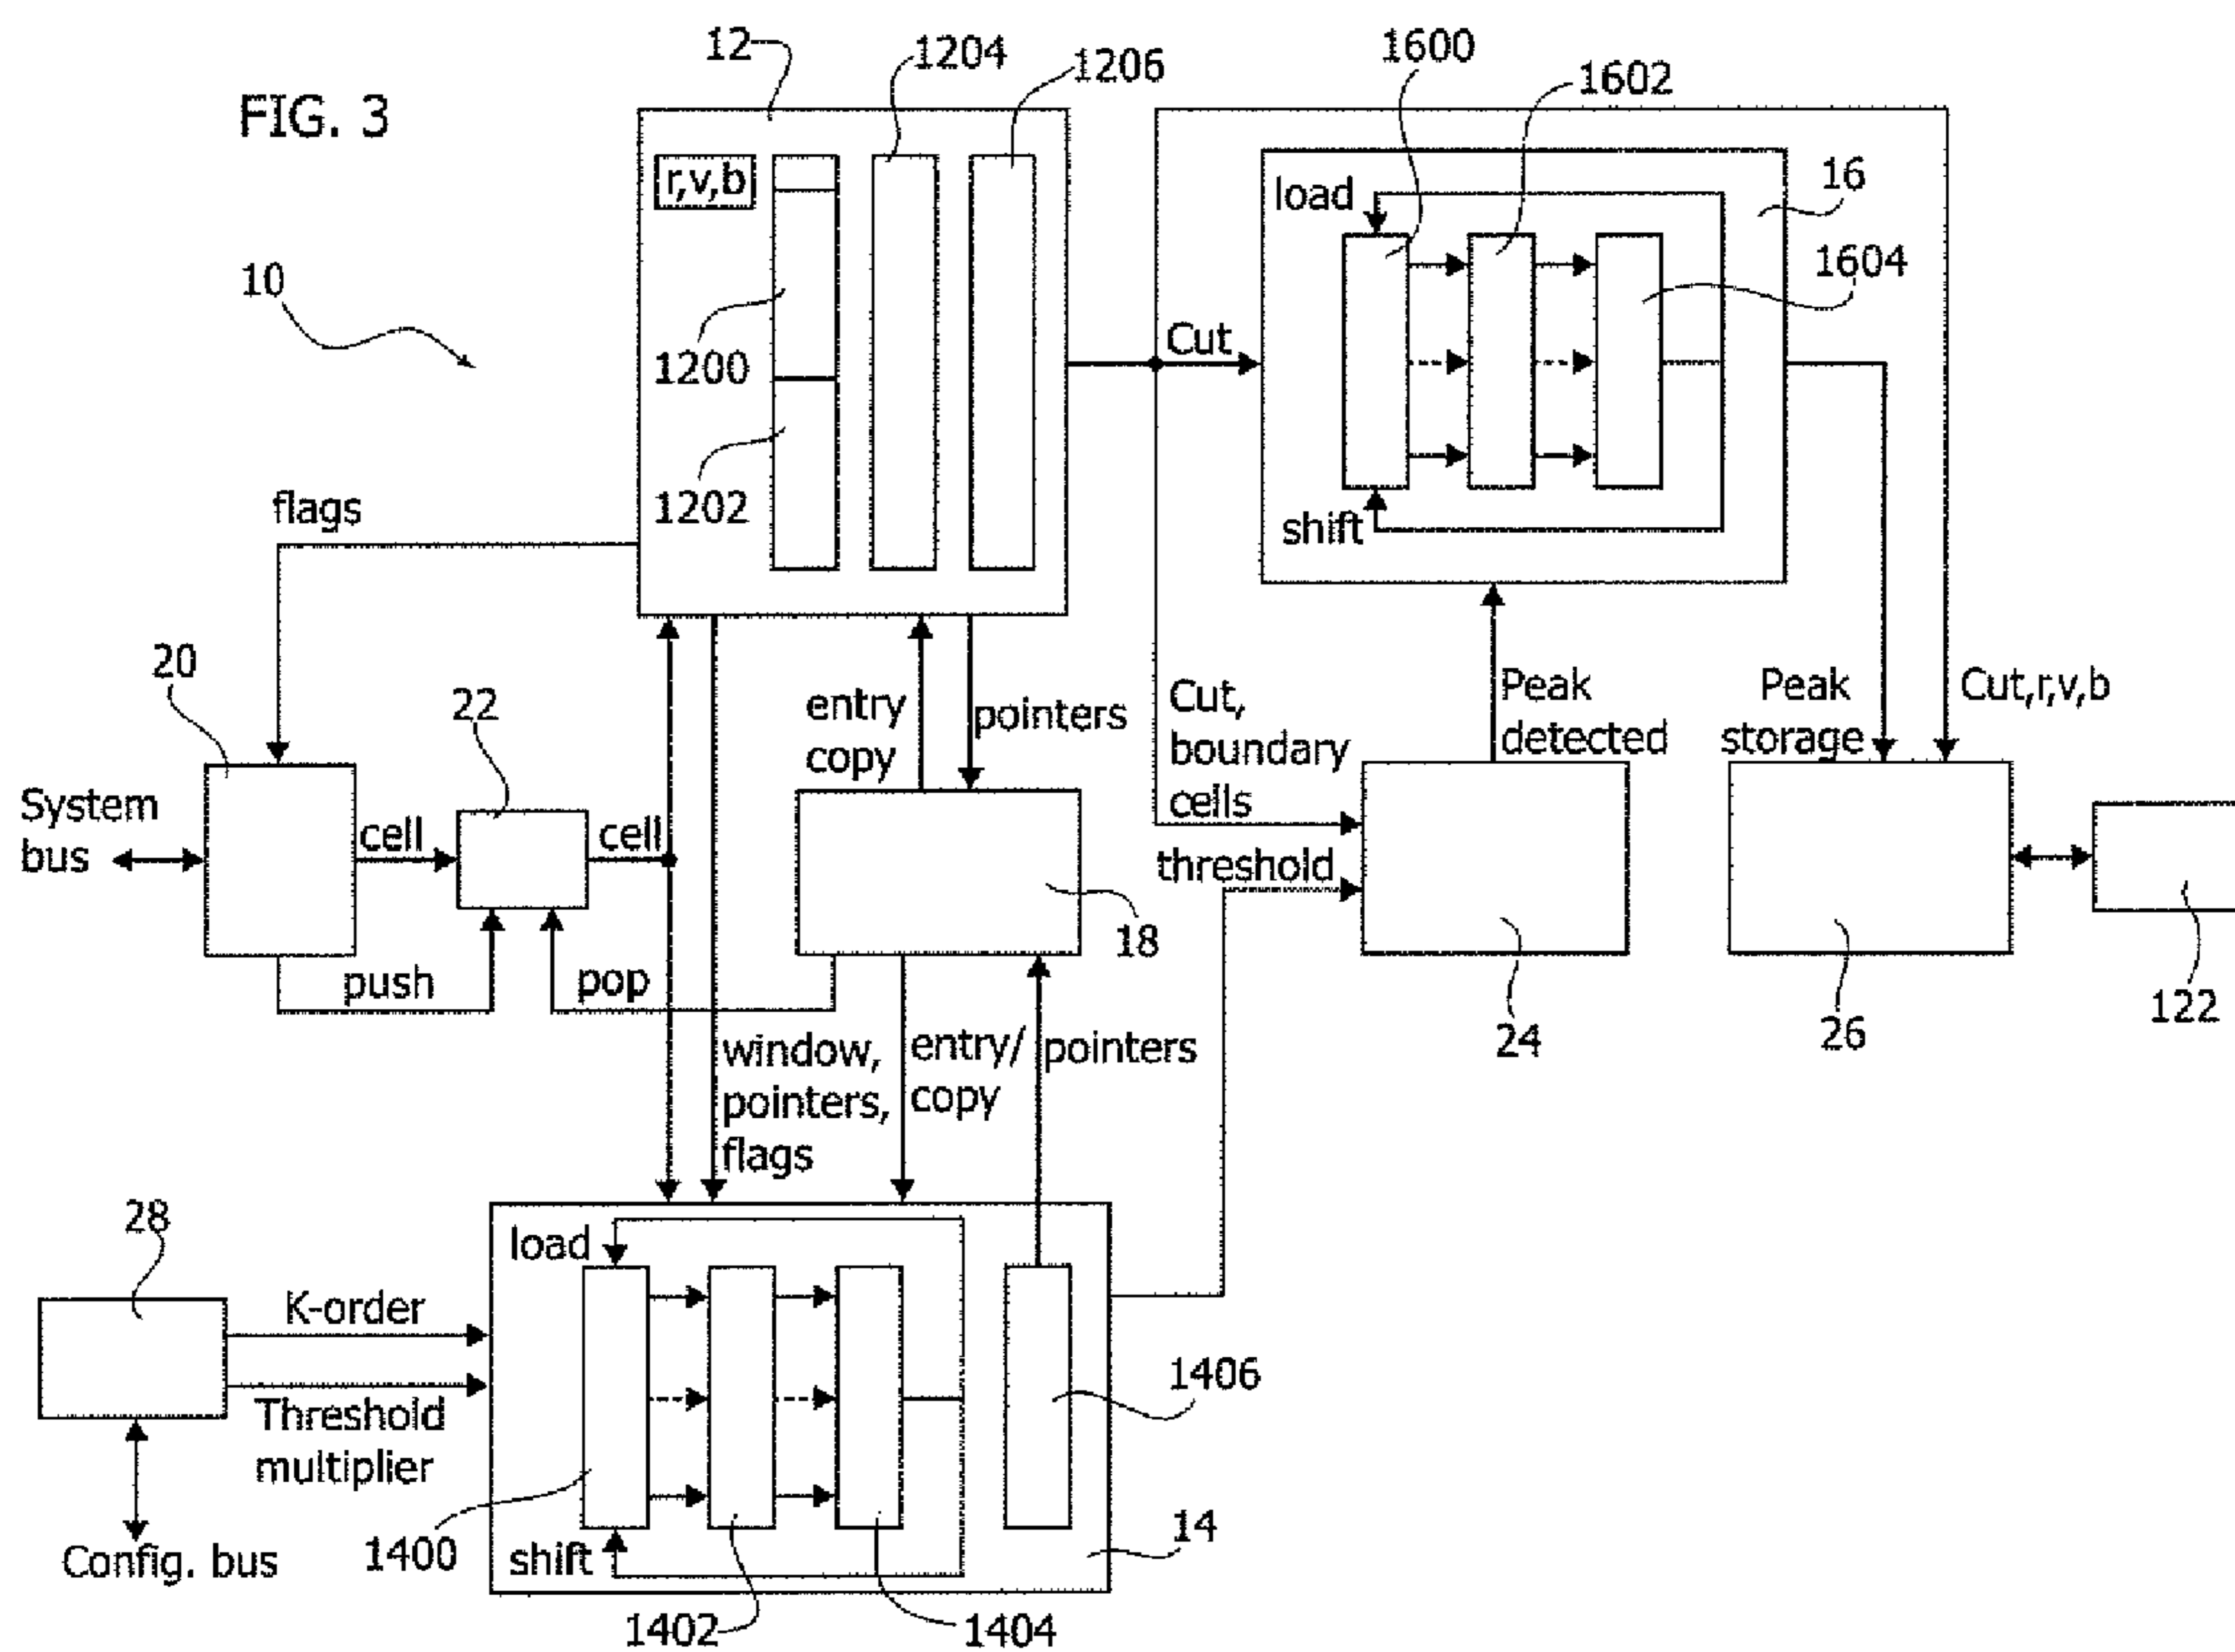 FIG. 3
12
1204
1206
1600
1602
r,v,b
load
16
10
1604
1200
Cut
1202
flags
shift
20
22
entry
copy
pointers
Cut,
boundary
cells
Peak
detected
Peak
storage
Cut,r,v,b
System
bus
cell
cell
threshold
18
push
pop
24
26
122
window,
pointers,
flags
entry/
copy
pointers
28
load
K-order
1406
Threshold
multiplier
14
Config. bus
1400
shift
1402
1404